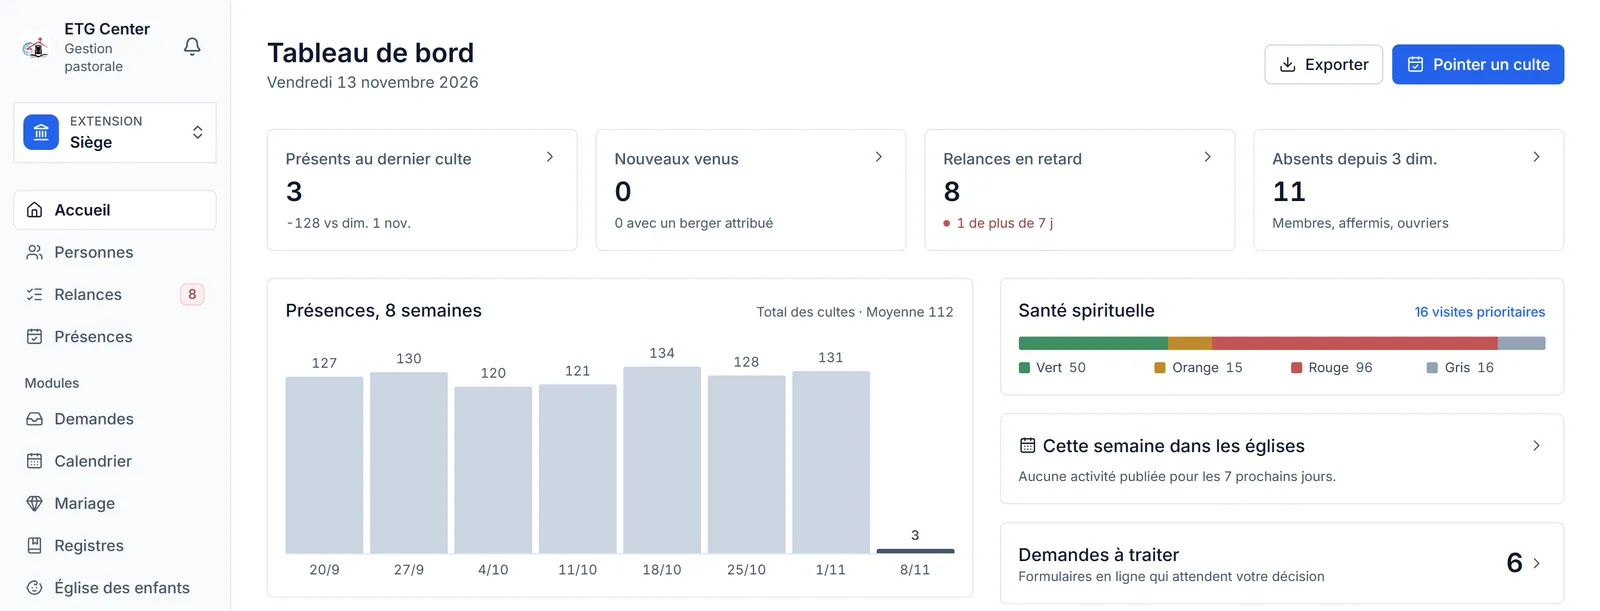 ETG Center
Gestion
pastorale
EXTENSION
Siège
Accueil
Personnes
Relances
8
Présences
Modules
Demandes
Calendrier
Mariage
Registres
Église des enfants
Tableau de bord
Vendredi 13 novembre 2026
Exporter
Pointer un culte
Présents au dernier culte
3
-128 vs dim. 1 nov.
Nouveaux venus
0
0 avec un berger attribué
Relances en retard
8
1 de plus de 7 j
Absents depuis 3 dim.
11
Membres, affermis, ouvriers
Présences, 8 semaines
Total des cultes · Moyenne 112
127
130
120
121
134
128
131
3
20/9
27/9
4/10
11/10
18/10
25/10
1/11
8/11
Santé spirituelle
16 visites prioritaires
Vert 50
Orange 15
Rouge 96
Gris 16
Cette semaine dans les églises
Aucune activité publiée pour les 7 prochains jours.
Demandes à traiter
Formulaires en ligne qui attendent votre décision
6